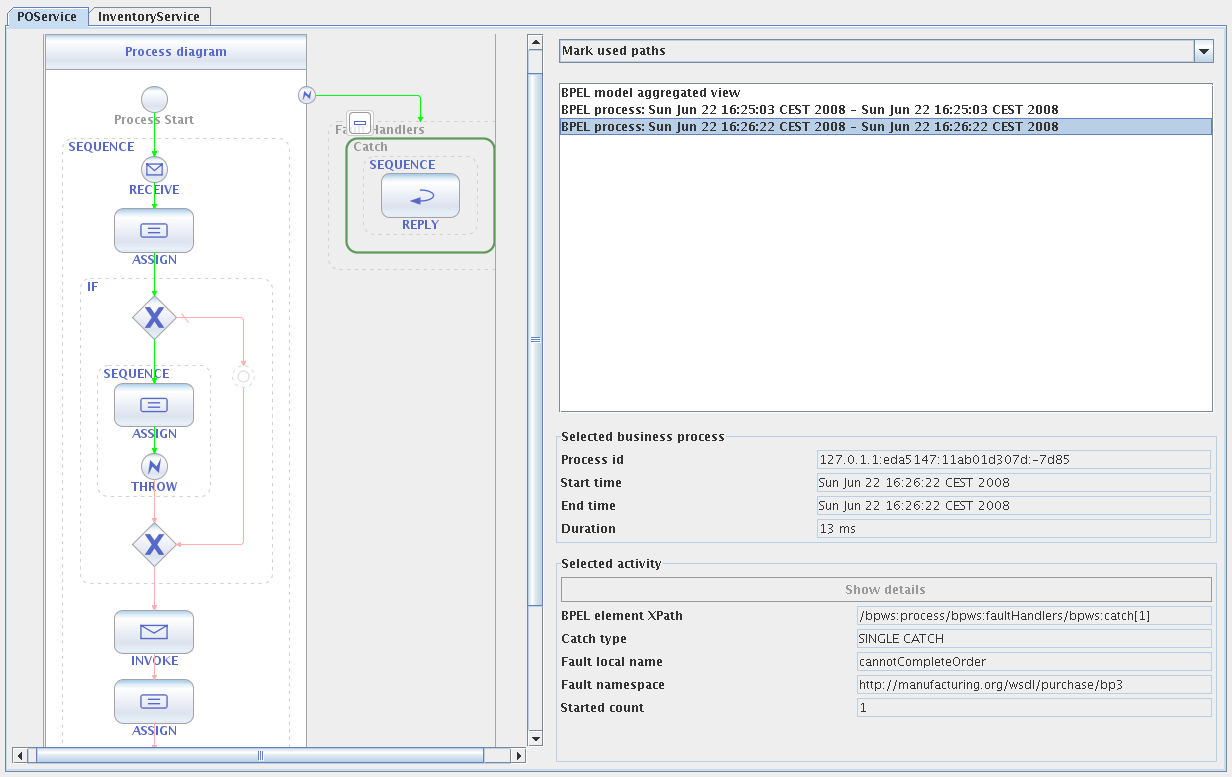 POService InventoryService
Process diagram
Process Start
SEQUENCE
RECEIVE
ASSIGN
IF
X
SEQUENCE
ASSIGN
THROW
X
INVOKE
ASSIGN
Catch
SEQUENCE
REPLY
Mark used paths
BPEL model aggregated view
BPEL process: Sun Jun 22 16:25:03 CEST 2008 - Sun Jun 22 16:25:03 CEST 2008
BPEL process: Sun Jun 22 16:26:22 CEST 2008 - Sun Jun 22 16:26:22 CEST 2008
Selected business process
Process id 127.0.1.1:eda5147:11ab01d307d:-7d85
Start time Sun Jun 22 16:26:22 CEST 2008
End time Sun Jun 22 16:26:22 CEST 2008
Duration 13 ms
Selected activity
Show details
BPEL element XPath /bpws:process/bpws:faultHandlers/bpws:catch[1]
Catch type SINGLE CATCH
Fault local name cannotCompleteOrder
Fault namespace http://manufacturing.org/wsdl/purchase/bp3
Started count 1